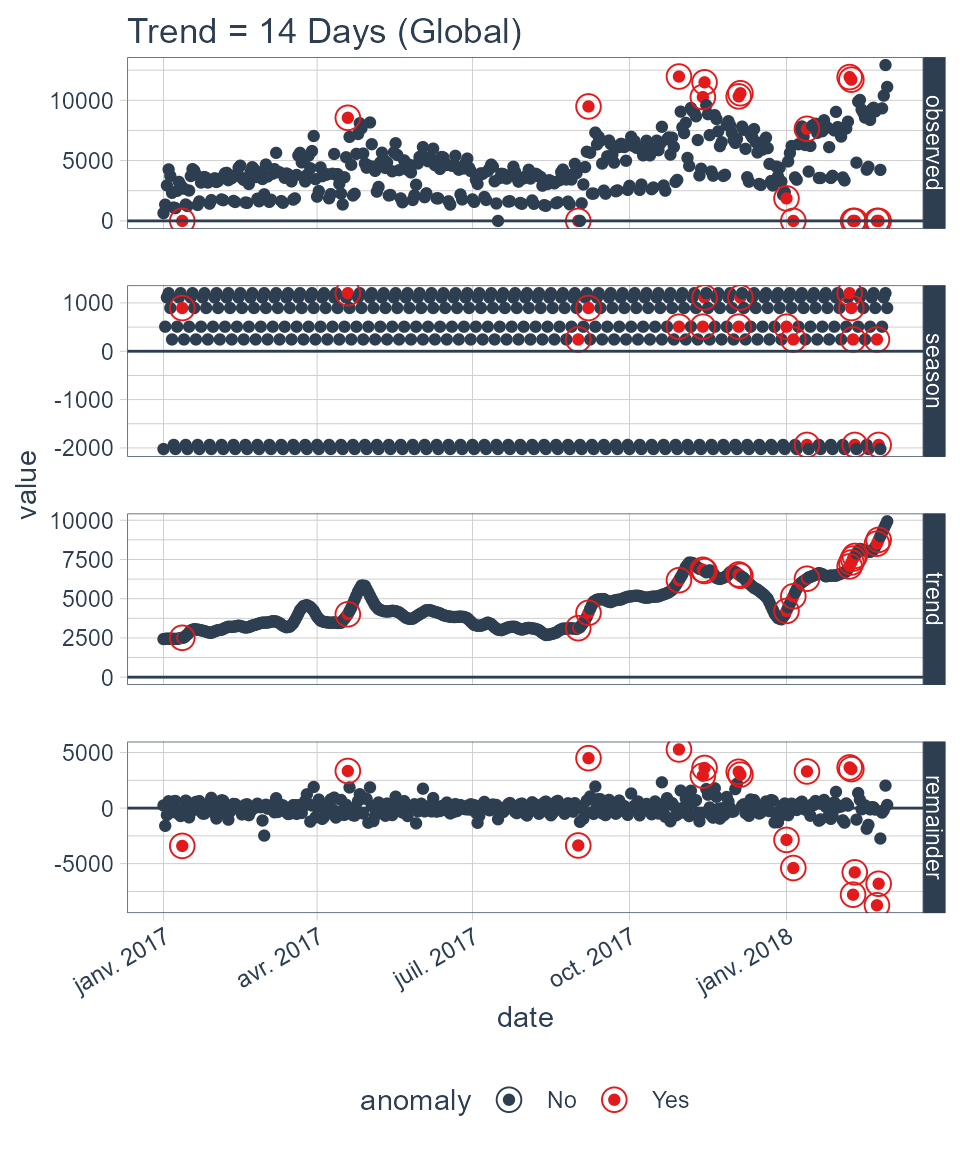 Trend = 14 Days (Global)
10000
5000
0
observed
1000
0
-1000
-2000
season
value
10000
7500
5000
2500
0
trend
5000
0
-5000
remainder
janv. 2017
avr. 2017
juil. 2017
oct. 2017
janv. 2018
date
anomaly No Yes